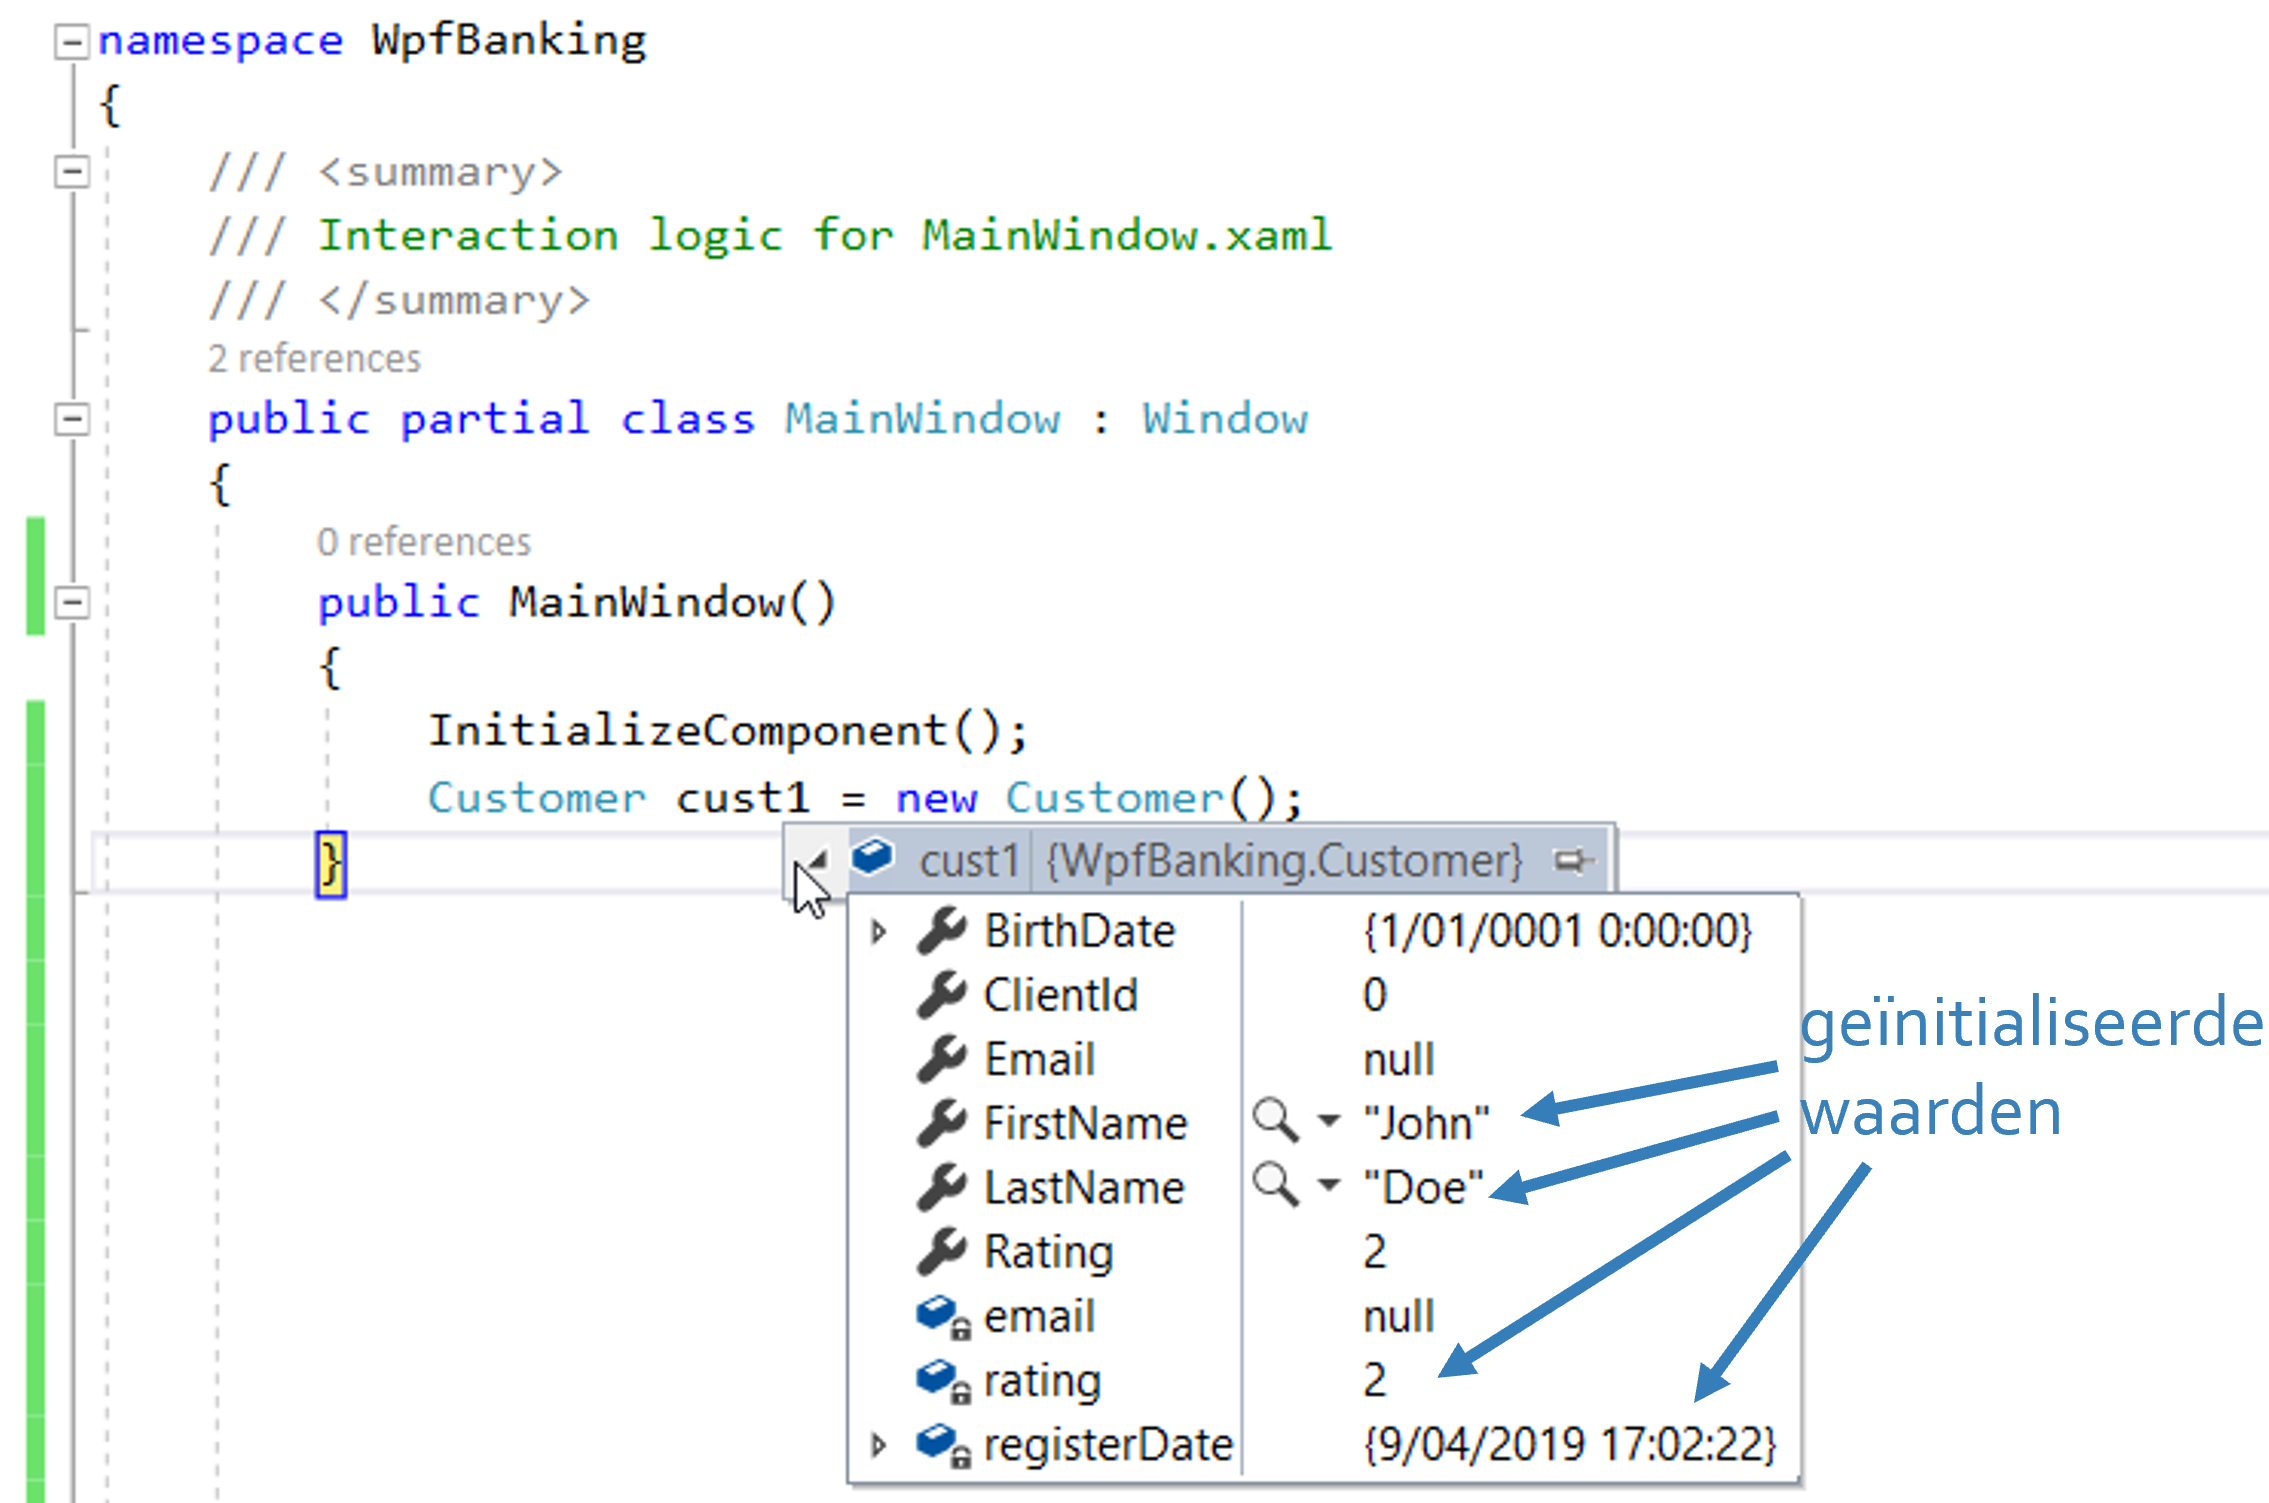 namespace WpfBanking
{
/// <summary>
/// Interaction logic for MainWindow.xaml
/// </summary>
2 references
public partial class MainWindow : Window
{
0 references
public MainWindow()
{
InitializeComponent();
Customer cust1 = new Customer();
}
cust1 {WpfBanking.Customer}
BirthDate {1/01/0001 0:00:00}
ClientId 0
Email null
FirstName "John"
LastName "Doe"
Rating 2
email null
rating 2
registerDate {9/04/2019 17:02:22}
geïnitialiseerde
waarden